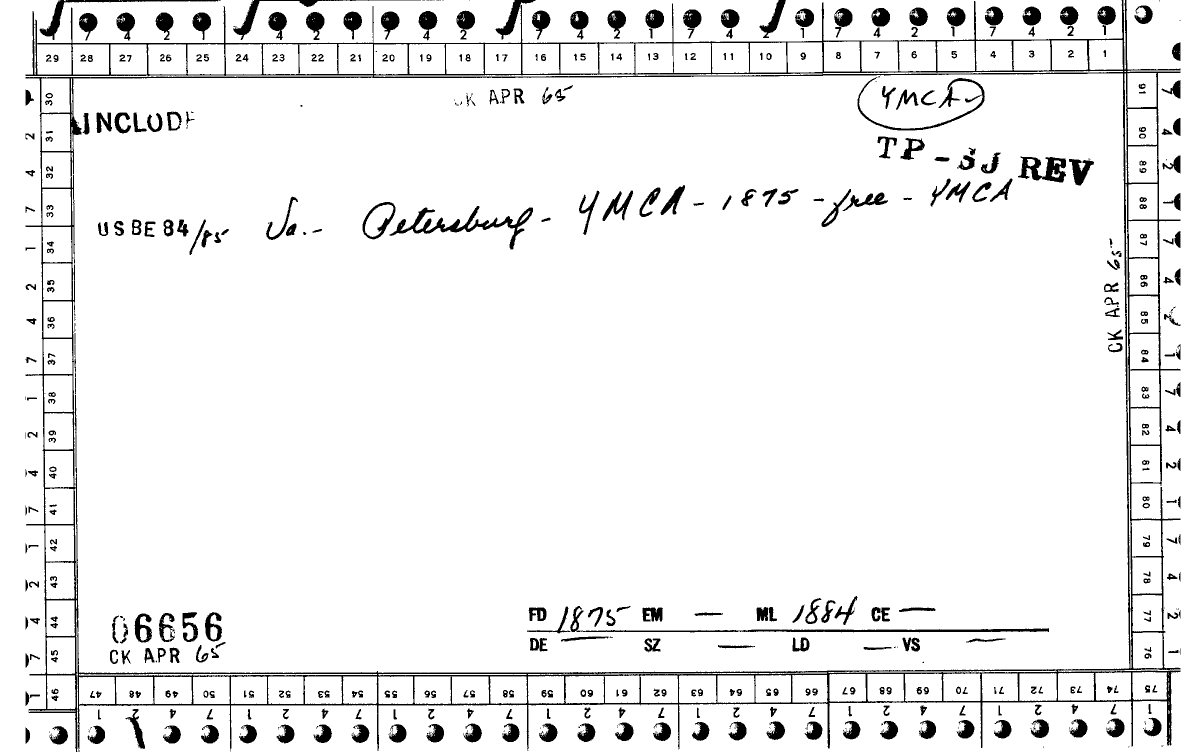 7 4 2 1 7 4 2 1 7 4 2 1 7 4 2 1 7 4 2 1 7 4 2 1
29 28 27 26 25 24 23 22 21 20 19 18 17 16 15 14 13 12 11 10 9 8 7 6 5 4 3 2 1
CK APR 65
YMCA
INCLUDE
TP - SJ REV
USBE 84/85 Va. - Petersburg - YMCA - 1875 - free - YMCA
CK APR 65
30 31 32 33 34 35 36 37 38 39 40 41 42 43 44 45 46
91 90 89 88 87 86 85 84 83 82 81 80 79 78 77 76
06656
CK APR 65
FD 1875 EM — ML 1884 CE —
DE — SZ — LD — VS —
47 48 49 50 51 52 53 54 55 56 57 58 59 60 61 62 63 64 65 66 67 68 69 70 71 72 73 74 75
1 2 4 7 1 2 4 7 1 2 4 7 1 2 4 7 1 2 4 7 1 2 4 7 1 2 4 7 1